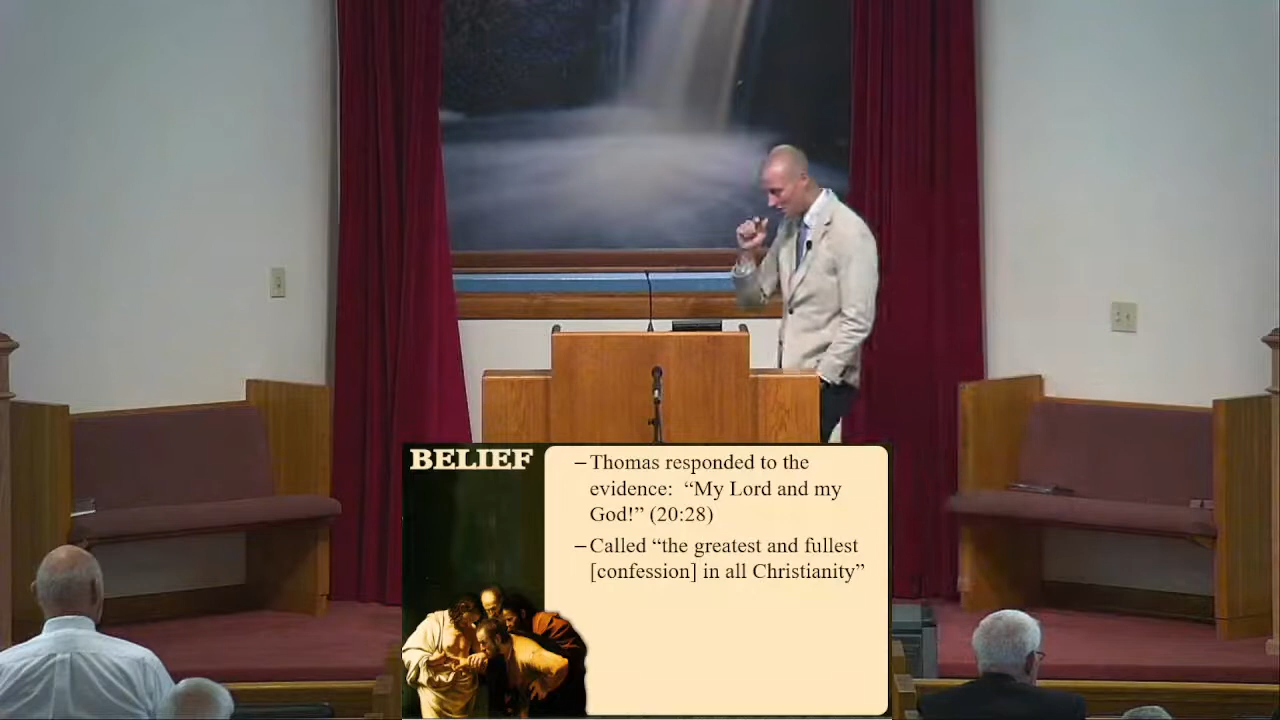 BELIEF
–Thomas responded to the
evidence:  “My Lord and my
God!” (20:28)
–Called “the greatest and fullest
[confession] in all Christianity”